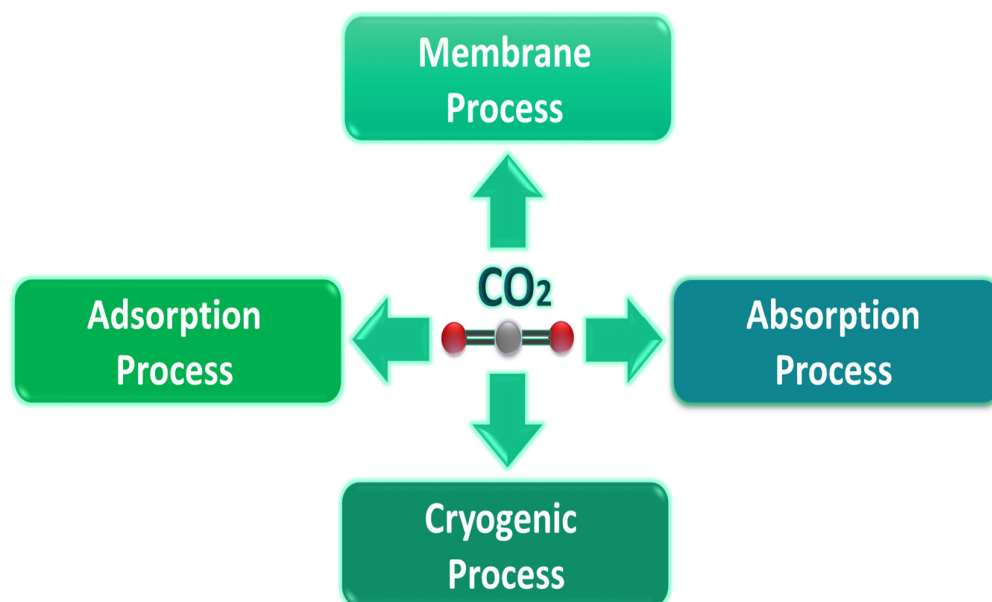 Membrane
Process
CO₂
Adsorption
Process
Absorption
Process
Cryogenic
Process